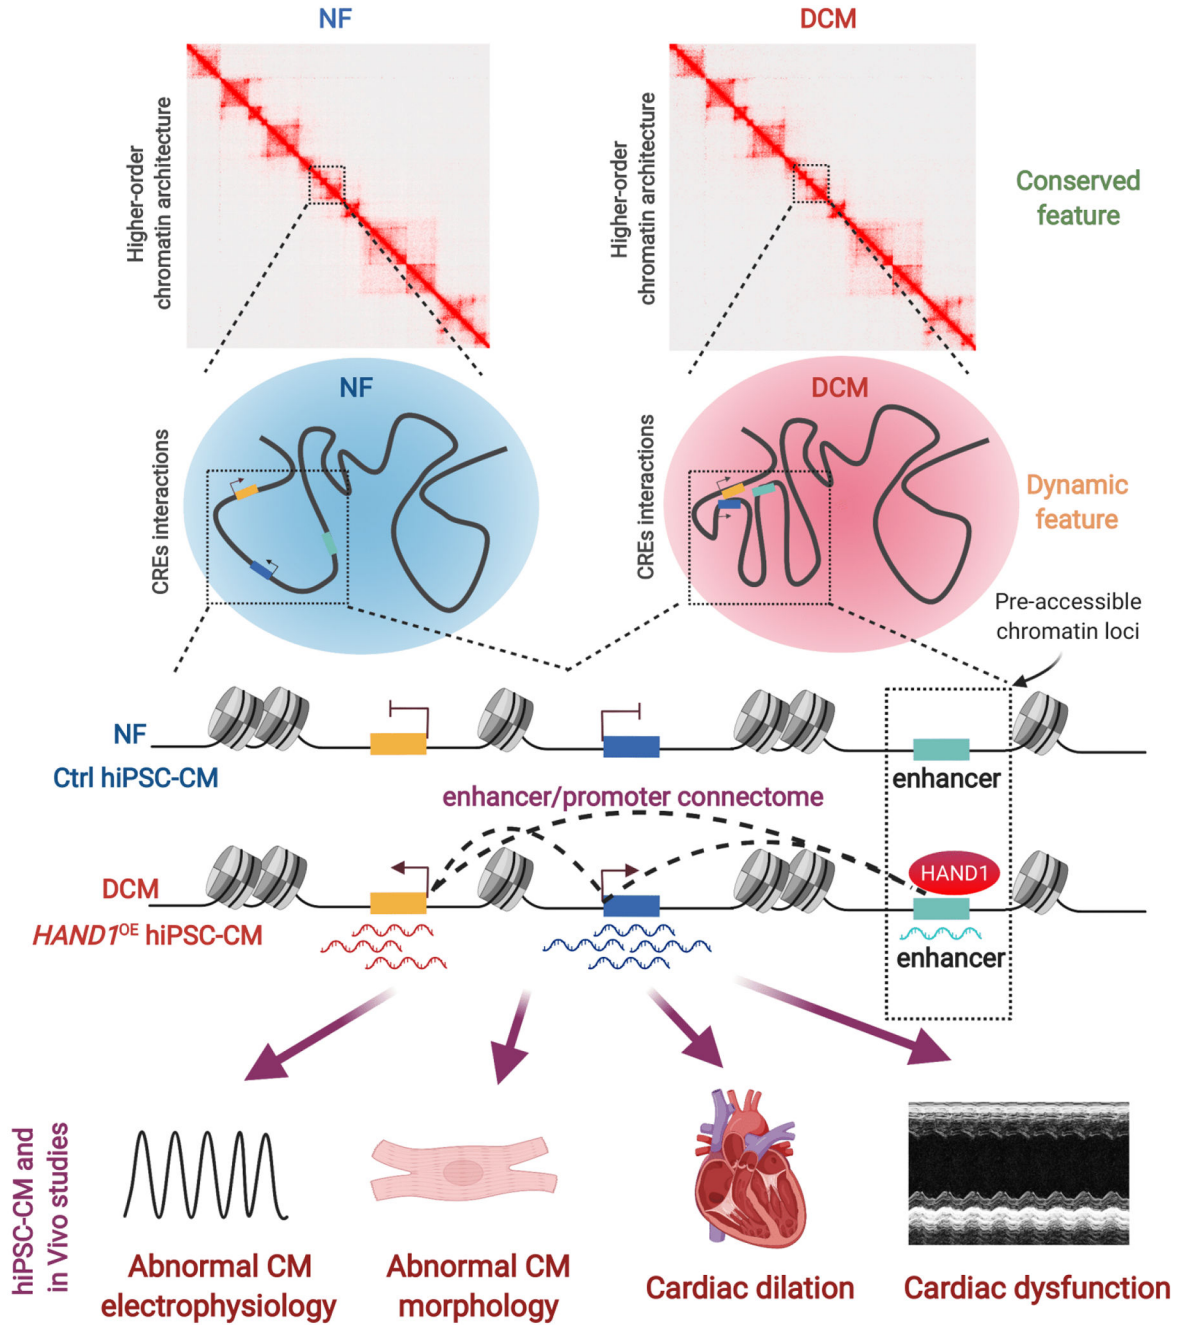 NF
DCM
Higher-order
chromatin architecture
Higher-order
chromatin architecture
Conserved
feature
NF
DCM
CREs interactions
CREs interactions
Dynamic
feature
Pre-accessible
chromatin loci
NF
Ctrl hiPSC-CM
enhancer
enhancer/promoter connectome
HAND1
DCM
HAND1OE hiPSC-CM
enhancer
hiPSC-CM and
in Vivo studies
Abnormal CM
electrophysiology
Abnormal CM
morphology
Cardiac dilation
Cardiac dysfunction